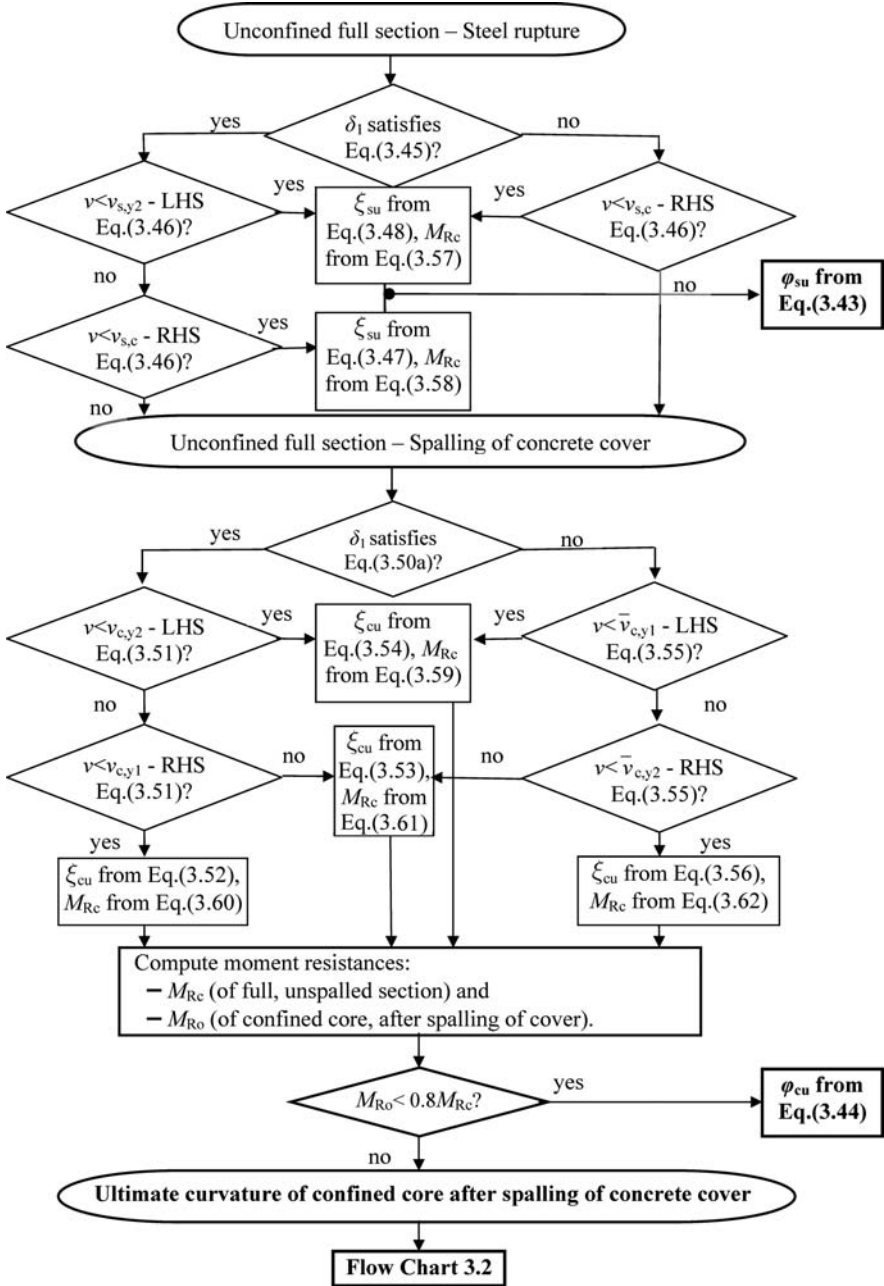 Unconfined full section – Steel rupture
yes
δ1 satisfies
Eq.(3.45)?
no
ν<νs,y2 - LHS
Eq.(3.46)?
yes
ξsu from
Eq.(3.48), MRc
from Eq.(3.57)
yes
ν<νs,c - RHS
Eq.(3.46)?
no
no
φsu from
Eq.(3.43)
ν<νs,c - RHS
Eq.(3.46)?
yes
ξsu from
Eq.(3.47), MRc
from Eq.(3.58)
no
Unconfined full section – Spalling of concrete cover
yes
δ1 satisfies
Eq.(3.50a)?
no
ν<νc,y2 - LHS
Eq.(3.51)?
yes
ξcu from
Eq.(3.54), MRc
from Eq.(3.59)
yes
ν<ν̅c,y1 - LHS
Eq.(3.55)?
no
no
ν<νc,y1 - RHS
Eq.(3.51)?
no
ξcu from
Eq.(3.53),
MRc from
Eq.(3.61)
no
ν<ν̅c,y2 - RHS
Eq.(3.55)?
yes
yes
ξcu from Eq.(3.52),
MRc from Eq.(3.60)
ξcu from Eq.(3.56),
MRc from Eq.(3.62)
Compute moment resistances:
– MRc (of full, unspalled section) and
– MRo (of confined core, after spalling of cover).
MRo< 0.8MRc?
yes
φcu from
Eq.(3.44)
no
Ultimate curvature of confined core after spalling of concrete cover
Flow Chart 3.2